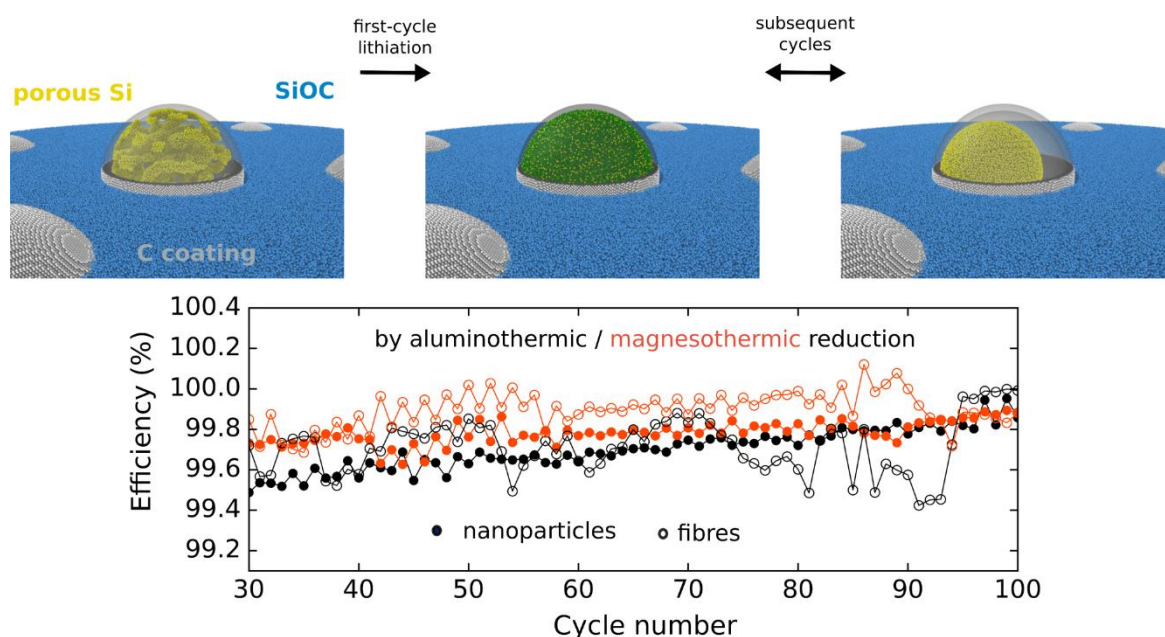 first-cycle
lithiation
subsequent
cycles
porous Si
SiOC
C coating
by aluminothermic / magnesothermic reduction
nanoparticles
fibres
Efficiency (%)
100.4
100.2
100.0
99.8
99.6
99.4
99.2
30
40
50
60
70
80
90
100
Cycle number